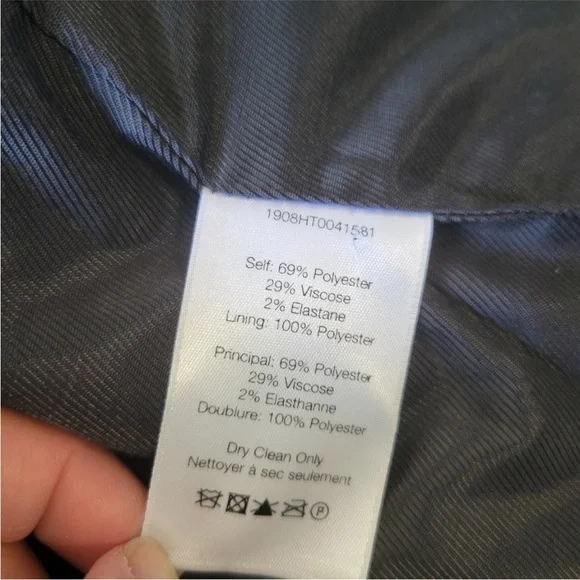 1908HT0041581
Self: 69% Polyester
29% Viscose
2% Elastane
Lining: 100% Polyester
Principal: 69% Polyester
29% Viscose
2% Elasthanne
Doublure: 100% Polyester
Dry Clean Only
Nettoyer à sec seulement
P